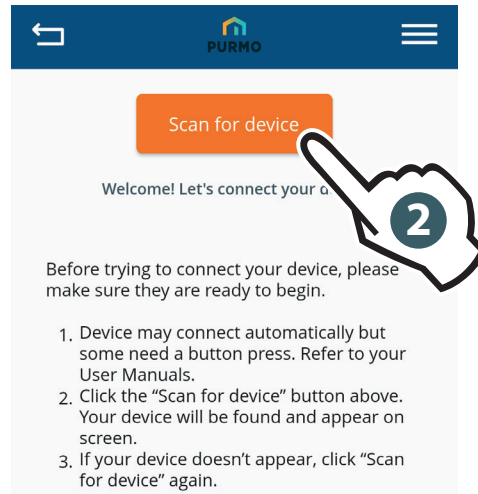 PURMO
Scan for device
Welcome! Let's connect your
2
Before trying to connect your device, please
make sure they are ready to begin.
1. Device may connect automatically but
some need a button press. Refer to your
User Manuals.
2. Click the “Scan for device” button above.
Your device will be found and appear on
screen.
3. If your device doesn’t appear, click “Scan
for device” again.